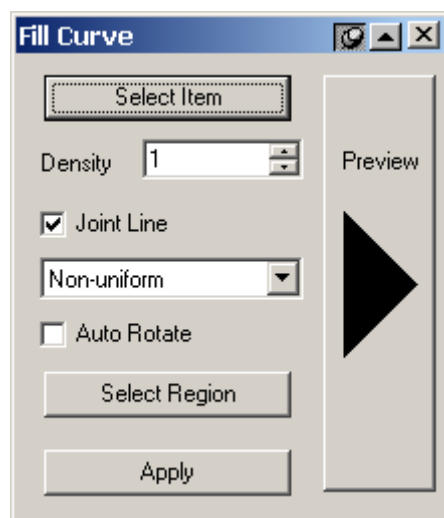 Fill Curve
Select Item
Density 1
Preview
Joint Line
Non-uniform
Auto Rotate
Select Region
Apply